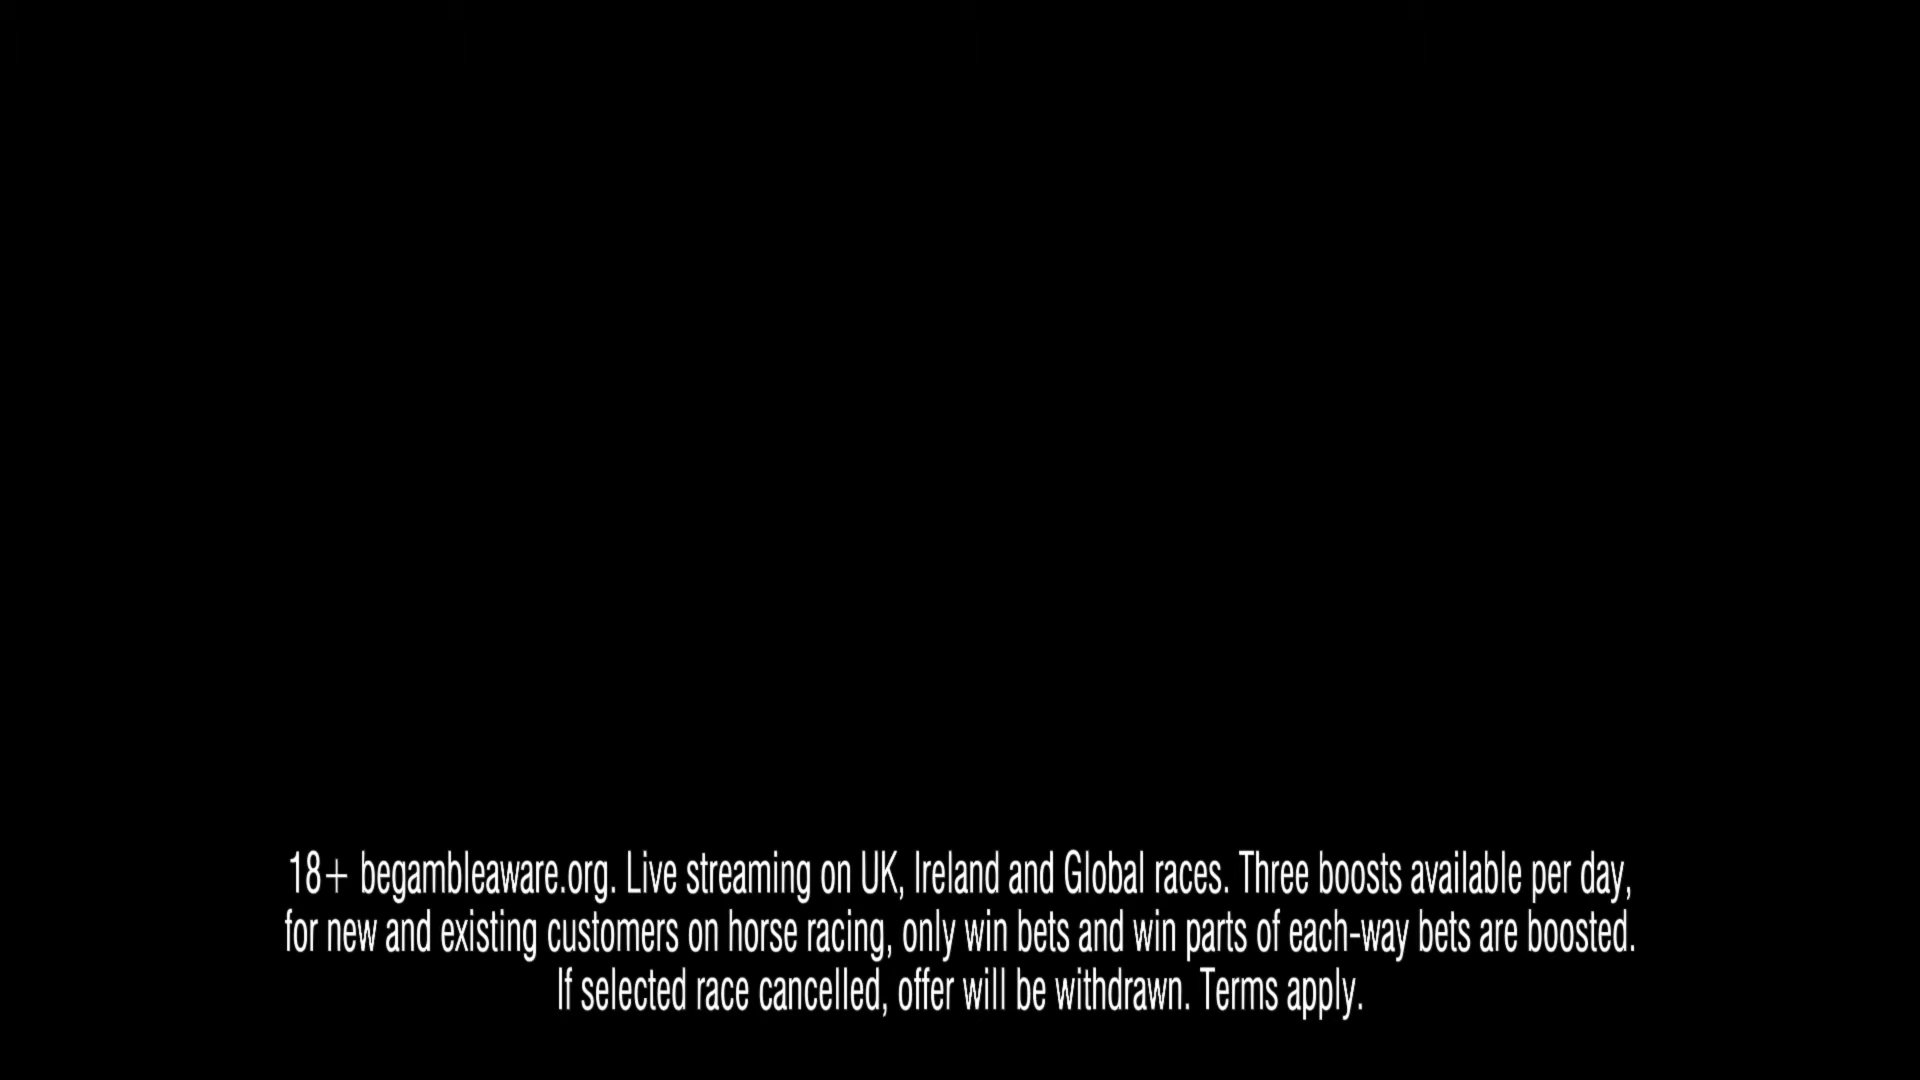 18+ begambleaware.org. Live streaming on UK, Ireland and Global races. Three boosts available per day,
for new and existing customers on horse racing, only win bets and win parts of each-way bets are boosted.
If selected race cancelled, offer will be withdrawn. Terms apply.